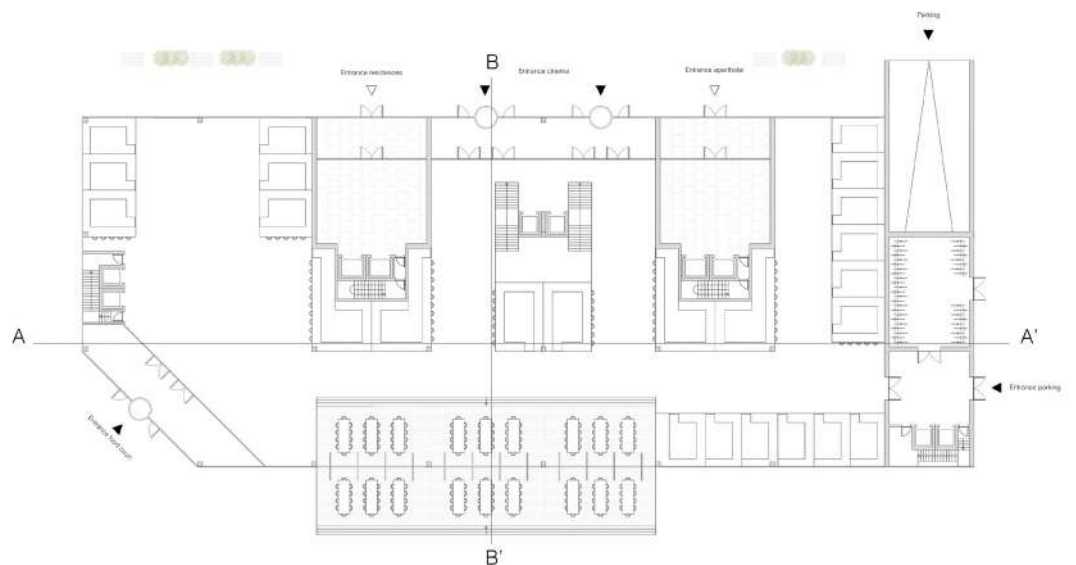 Parking
B
Entrance residences
Entrance cinema
Entrance aparthotel
A
A'
Entrance parking
Entrance food court
B'